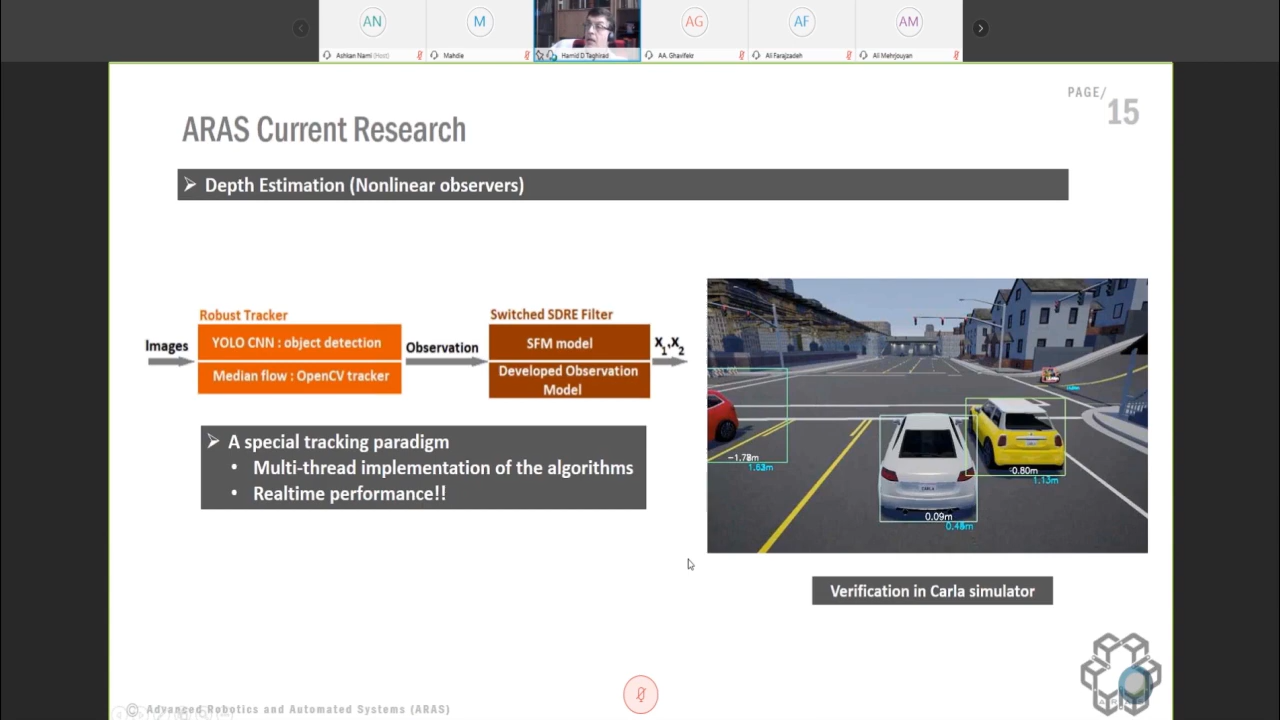 AN
M
AG
AF
AM
Ashkan Nami (Host)
Mahdie
Hamid D Taghirad
AA. Ghavifekr
Ali Farajzadeh
Ali Mehrjouyan
PAGE/
15
ARAS Current Research
➢ Depth Estimation (Nonlinear observers)
Robust Tracker
Switched SDRE Filter
Images
YOLO CNN : object detection
Observation
SFM model
X1,X2
Median flow : OpenCV tracker
Developed Observation
Model
➢ A special tracking paradigm
• Multi-thread implementation of the algorithms
• Realtime performance!!
-1.78m
-0.80m
1.13m
0.09m
Verification in Carla simulator
© Advanced Robotics and Automated Systems (ARAS)